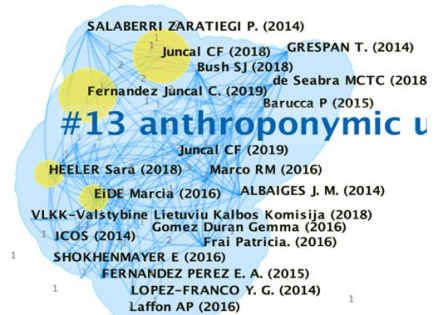 SALABERRI ZARATIEGI P. (2014)
Juncal CF (2018)
GRESPAN T. (2014)
Bush SJ (2018)
de Seabra MCTC (2018
Fernandez Juncal C. (2019)
Barucca P (2015)
#13 anthroponymic u
Juncal CF (2019)
HEELER Sara (2018)
Marco RM (2016)
EiDE Marcia (2016)
ALBAIGES J. M. (2014)
VLKK-Valstybine Lietuviu Kalbos Komisija (2018)
Gomez Duran Gemma (2016)
ICOS (2014)
Frai Patricia. (2016)
SHOKHENMAYER E (2016)
FERNANDEZ PEREZ E. A. (2015)
LOPEZ-FRANCO Y. G. (2014)
Laffon AP (2016)
1
1
1